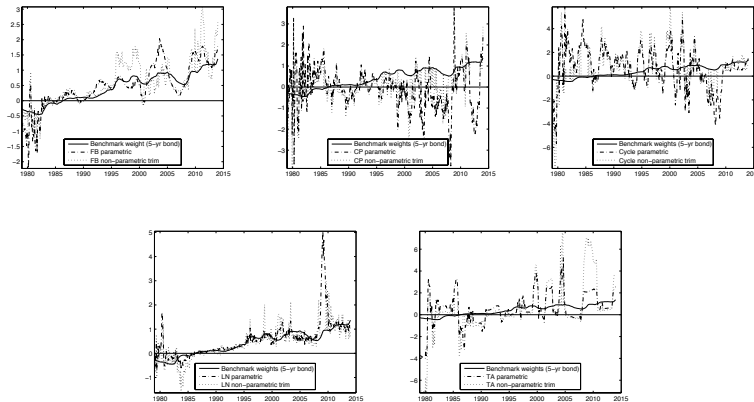 3
2.5
2
1.5
1
0.5
0
−0.5
−1
−1.5
−2
Benchmark weight (5−yr bond)
FB parametric
FB non−parametric trim
1980 1985 1990 1995 2000 2005 2010 2015
3
2
1
0
−1
−2
−3
Benchmark weights (5−yr bond)
CP parametric
CP non−parametric trim
1980 1985 1990 1995 2000 2005 2010 2015
4
2
0
−2
−4
−6
Benchmark weights (5−yr bond)
Cycle parametric
Cycle non−parametric trim
1980 1985 1990 1995 2000 2005 2010
5
4
3
2
1
0
−1
Benchmark weights (5−yr bond)
LN parametric
LN non−parametric trim
1980 1985 1990 1995 2000 2005 2010 2015
6
4
2
0
−2
−4
−6
Benchmark weights (5−yr bond)
TA parametric
TA non−parametric trim
1980 1985 1990 1995 2000 2005 2010 2015